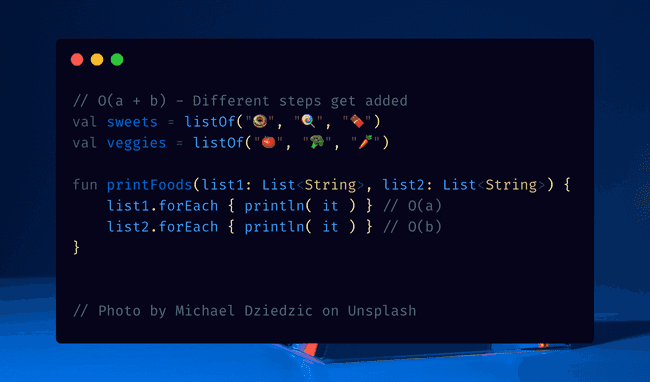 // O(a + b) - Different steps get added
val sweets = listOf("🍩", "🍭", "🍫")
val veggies = listOf("🍅", "🥦", "🥕")
fun printFoods(list1: List<String>, list2: List<String>) {
    list1.forEach { println( it ) } // O(a)
    list2.forEach { println( it ) } // O(b)
}
// Photo by Michael Dziedzic on Unsplash